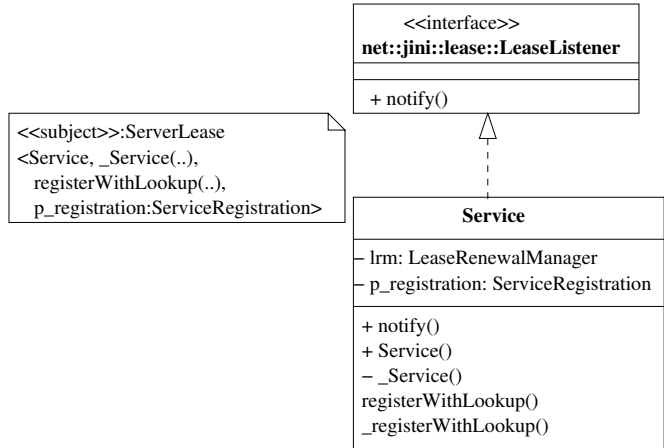 <<interface>>
net::jini::lease::LeaseListener
+ notify()
<<subject>>:ServerLease
<Service, _Service(..),
registerWithLookup(..),
p_registration:ServiceRegistration>
Service
− lrm: LeaseRenewalManager
− p_registration: ServiceRegistration
+ notify()
+ Service()
− _Service()
registerWithLookup()
_registerWithLookup()